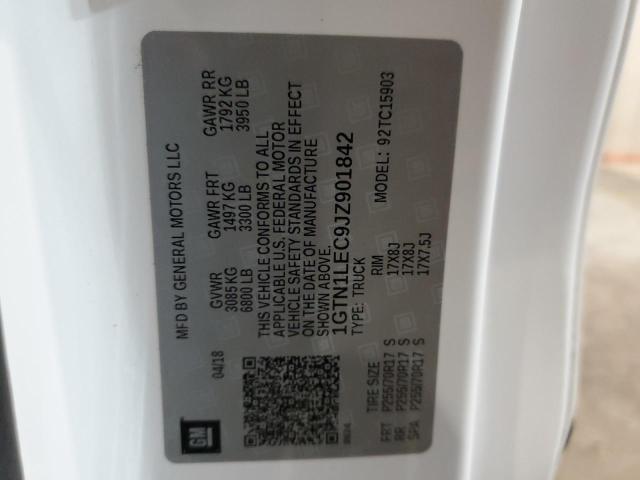 GM
04/18
MFD BY GENERAL MOTORS LLC
GVWR GAWR FRT GAWR RR
3085 KG 1497 KG 1792 KG
6800 LB 3300 LB 3950 LB
THIS VEHICLE CONFORMS TO ALL
APPLICABLE U.S. FEDERAL MOTOR
VEHICLE SAFETY STANDARDS IN EFFECT
ON THE DATE OF MANUFACTURE
SHOWN ABOVE.
1GTN1LEC9JZ901842
TYPE: TRUCK MODEL: 92TC15903
TIRE SIZE RIM
FRT P255/70R17 S 17X8J
RR P255/70R17 S 17X8J
SPA P255/70R17 S 17X7.5J